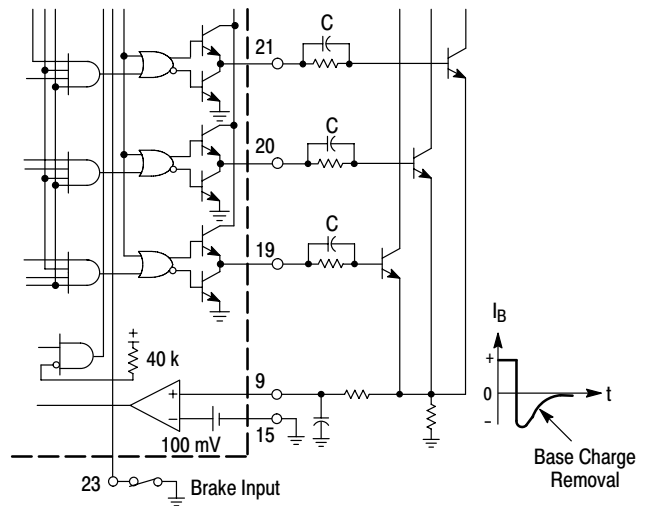 C
21
C
20
C
19
I_B
+
0
−
t
Base Charge
Removal
+
40 k
9
+
−
100 mV
15
23
Brake Input